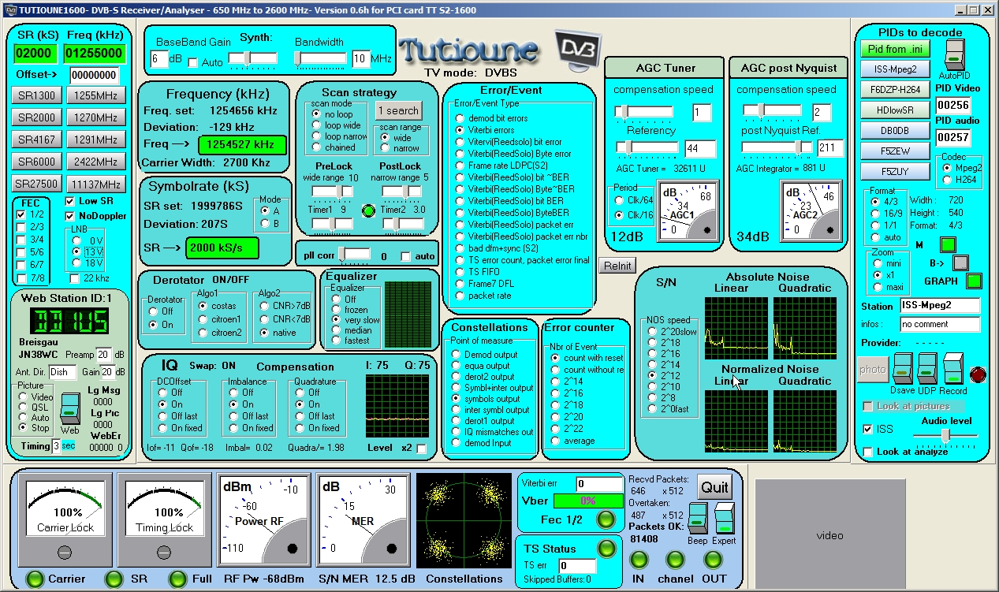 TUTIOUNE1600- DVB-S Receiver/Analyser - 650 MHz to 2600 MHz- Version 0.6h for PCI card TT S2-1600
SR (kS) Freq (kHz)
02000 01255000
Offset-> 00000000
SR1300 1255MHz
SR2000 1270MHz
SR4167 1291MHz
SR6000 2422MHz
SR27500 11137MHz
FEC
1/2
2/3
3/4
5/6
6/7
7/8
Low SR
NoDoppler
LNB
0 V
13 V
18 V
22 khz
Web Station ID:1
DD1US
Breisgau
JN38WC Preamp 20 dB
Ant. Dir. Dish Gain 20 dB
Picture
Video
QSL
Auto
Stop
Web
Lg Msg
0000
Lg Pic
0000
WebEr
00000 0
Timing 3 sec
BaseBand Gain Synth: Bandwidth
6 dB Auto 10 MHz
Tutioune
DVB
TV mode: DVBS
Frequency (kHz)
Freq. set: 1254656 kHz
Deviation: -129 kHz
Freq --> 1254527 kHz
Carrier Width: 2700 Khz
Symbolrate (kS)
SR set: 1999786S
Deviation: 207S
SR --> 2000 kS/s
Mode
A
B
Scan strategy
scan mode
no loop
loop wide
loop narrow
chained
1 search
scan range
wide
narrow
PreLock PostLock
wide range 10 narrow range 5
Timer1 9 Timer2 3.0
pll corr 0 auto
Derotator ON/OFF
Derotator
Off
On
Algo1
costas
citroen1
citroen2
Algo2
CNR>7dB
CNR<7dB
native
Equalizer
Equalizer
Off
frozen
very slow
median
fastest
IQ Swap: ON Compensation I: 75 Q: 75
DCOffset
Off
On
Off last
On fixed
Imbalance
Off
On
Off last
On fixed
Quadrature
Off
On
Off last
On fixed
Iof= -11 Qof= -18 Imbal= 0.02 Quadra/= 1.98 Level x2
Error/Event
Error/Event Type
demod bit errors
Viterbi errors
Vitervi(ReedSolo) bit error
Viterbi(ReedSolo) Byte error
Frame rate LDPC(S2)
Viterbi(ReedSolo) bit ~BER
Viterbi(ReedSolo) Byte~BER
Viterbi(ReedSolo) bit BER
Viterbi(ReedSolo) ByteBER
Viterbi(ReedSolo) packet err
Viterbi(ReedSolo) packet err nbr
bad dfm+sync (S2)
TS error count, packet error final
TS FIFO
Frame7 DFL
packet rate
Constellations
Point of measure
Demod output
equa output
derot2 output
Symbl+inter output
symbols output
inter symbl output
derot1 output
IQ mismatches out
demod Input
Error counter
Nbr of Event
count with reset
count without re
2^14
2^16
2^18
2^20
2^22
average
AGC Tuner
compensation speed
1
Referency
44
AGC Tuner = 32611 U
Period
Clk/64
Clk/16
12dB
dB 68
34
AGC1
0
AGC post Nyquist
compensation speed
2
post Nyquist Ref.
211
AGC Integrator = 881 U
34dB
dB 46
23
AGC2
0
ReInit
S/N
NOS speed
2^20slow
2^18
2^16
2^14
2^12
2^10
2^8
2^0fast
Absolute Noise
Linear Quadratic
Normalized Noise
Linear Quadratic
PIDs to decode
Pid from .ini
ISS-Mpeg2
F6DZP-H264
HDlowSR
DB0DB
F5ZEW
F5ZUY
AutoPID
PID Video
00256
PID audio
00257
Codec
Mpeg2
H264
Format
4/3
16/9
1/1
auto
Width : 720
Height : 540
Format: 4/3
Zoom
mini
x1
maxi
M
B->
GRAPH
Station ISS-Mpeg2
infos : no comment
Provider: - - - - -
photo
Dsave UDP Record
Look at pictures
ISS Audio level
Look at analyze
100%
Carrier Lock
100%
Timing Lock
dBm -10
-60
Power RF
-110
dB 30
15
MER
0
Carrier SR Full RF Pw -68dBm S/N MER 12.5 dB Constellations
Viterbi err 0
Vber 0%
Fec 1/2
TS Status
TS err 0
Skipped Buffers: 0
Recvd Packets:
646 x 512
Overtaken:
487 x 512
Packets OK:
81408
Quit
Beep Expert
IN chanel OUT
video